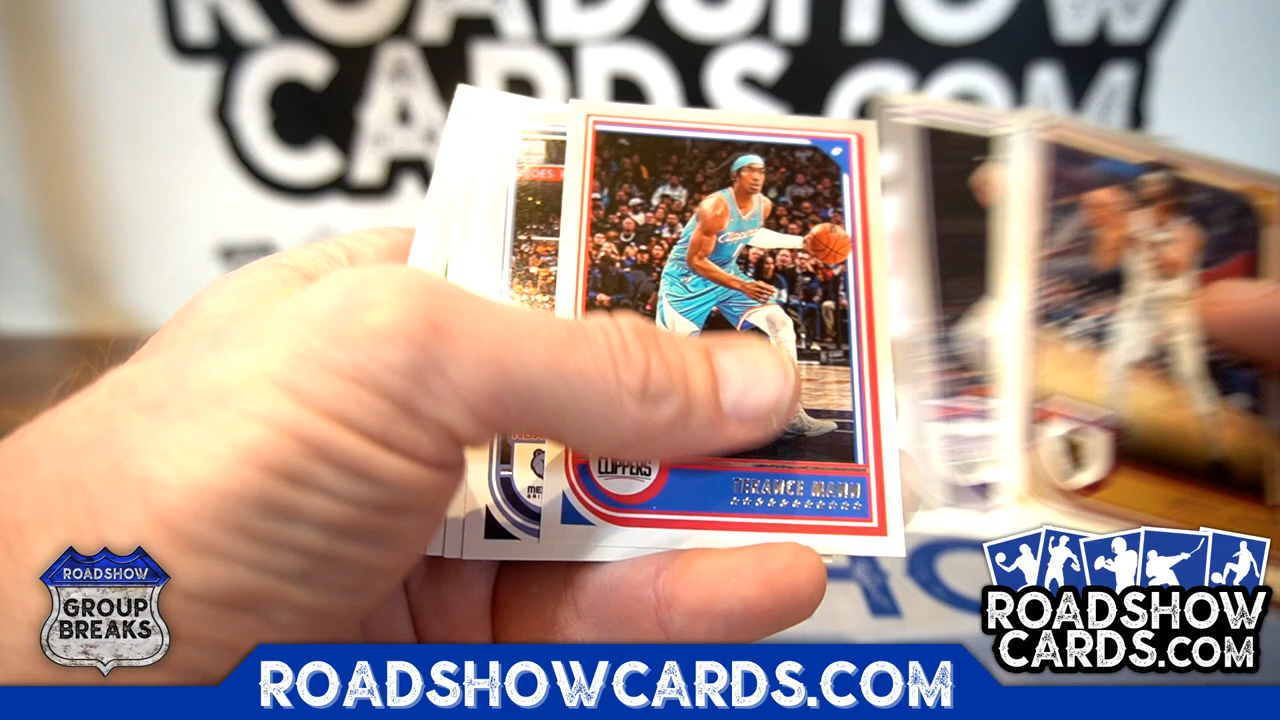 ROADSHOW
CARDS.COM
CLIPPERS
TERANCE MANN
ROADSHOW
GROUP
BREAKS
ROADSHOW
CARDS.COM
ROADSHOWCARDS.COM